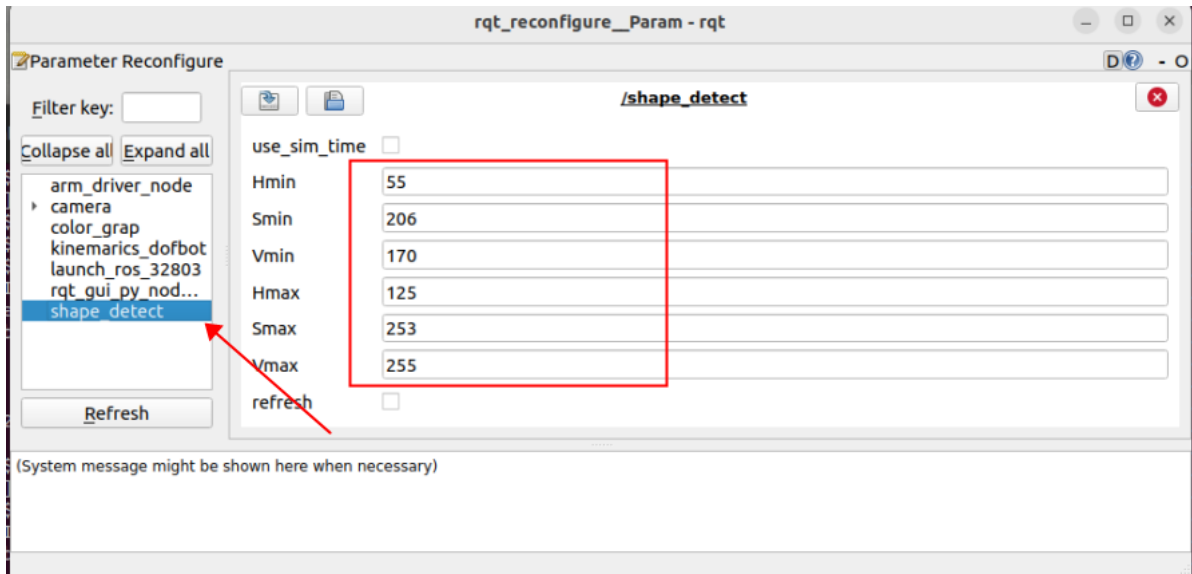 rqt_reconfigure__Param - rqt
Parameter Reconfigure
D - O
Filter key:
/shape_detect
Collapse all Expand all
use_sim_time
arm_driver_node
camera
color_grap
kinemarics_dofbot
launch_ros_32803
rqt_gui_py_nod...
shape_detect
Hmin 55
Smin 206
Vmin 170
Hmax 125
Smax 253
Vmax 255
refresh
Refresh
(System message might be shown here when necessary)